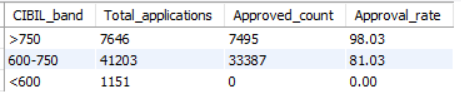 CIBIL_band Total_applications Approved_count Approval_rate
>750 7646 7495 98.03
600-750 41203 33387 81.03
<600 1151 0 0.00